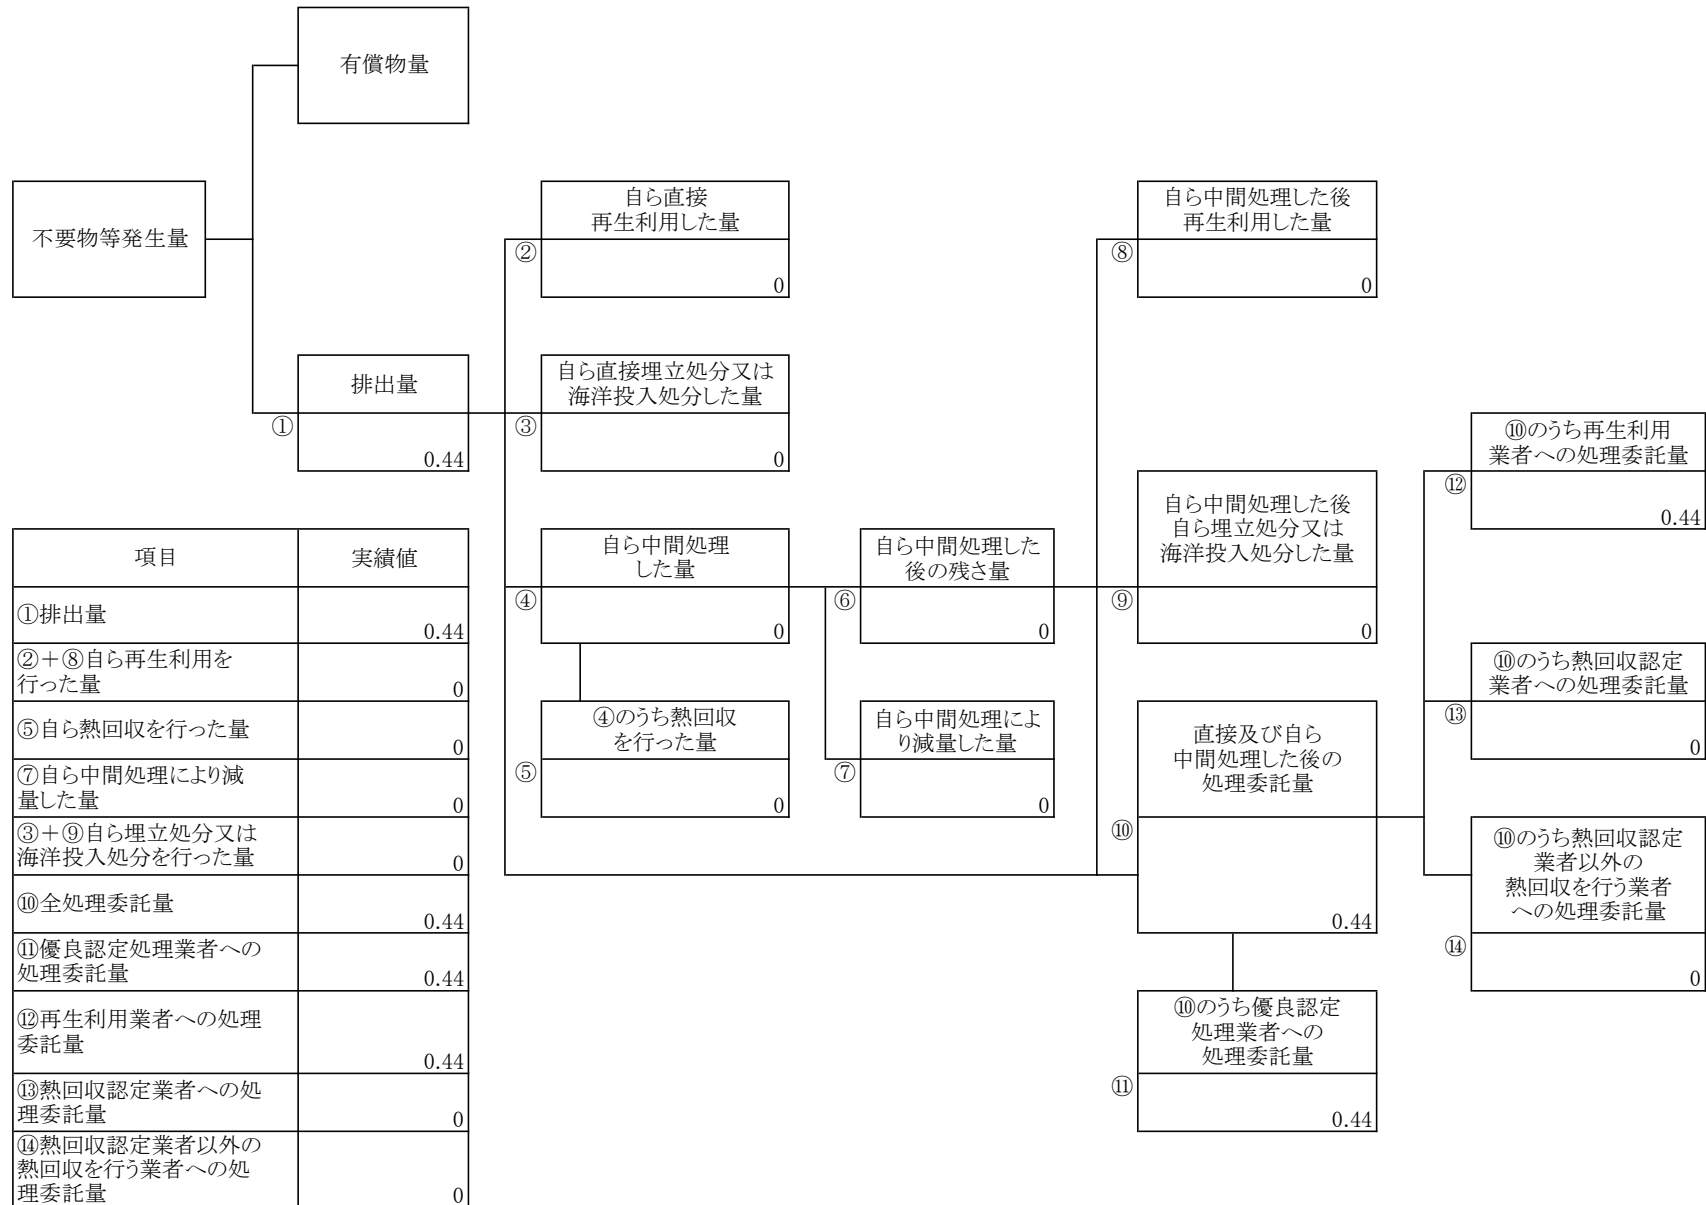 有償物量
不要物等発生量
自ら直接
再生利用した量
②
0
自ら中間処理した後
再生利用した量
⑧
0
排出量
①
0.44
自ら直接埋立処分又は
海洋投入処分した量
③
0
⑩のうち再生利用
業者への処理委託量
⑫
0.44
自ら中間処理
した量
④
0
自ら中間処理した
後の残さ量
⑥
0
自ら中間処理した後
自ら埋立処分又は
海洋投入処分した量
⑨
0
⑩のうち熱回収認定
業者への処理委託量
⑬
0
④のうち熱回収
を行った量
⑤
0
自ら中間処理によ
り減量した量
⑦
0
直接及び自ら
中間処理した後の
処理委託量
⑩
0.44
⑩のうち熱回収認定
業者以外の
熱回収を行う業者
への処理委託量
⑭
0
⑩のうち優良認定
処理業者への
処理委託量
⑪
0.44
項目 実績値
①排出量
0.44
②＋⑧自ら再生利用を
行った量 0
⑤自ら熱回収を行った量
0
⑦自ら中間処理により減
量した量 0
③＋⑨自ら埋立処分又は
海洋投入処分を行った量 0
⑩全処理委託量
0.44
⑪優良認定処理業者への
処理委託量 0.44
⑫再生利用業者への処理
委託量
0.44
⑬熱回収認定業者への処
理委託量 0
⑭熱回収認定業者以外の
熱回収を行う業者への処
理委託量 0